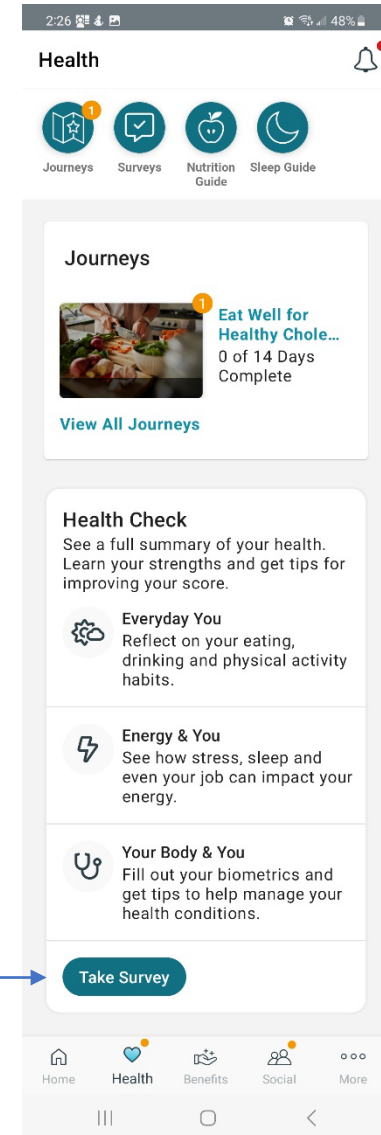 2:26 48%
Health
1
Journeys Surveys Nutrition Guide Sleep Guide
Journeys
1
Eat Well for
Healthy Chole...
0 of 14 Days
Complete
View All Journeys
Health Check
See a full summary of your health.
Learn your strengths and get tips for
improving your score.
Everyday You
Reflect on your eating,
drinking and physical activity
habits.
Energy & You
See how stress, sleep and
even your job can impact your
energy.
Your Body & You
Fill out your biometrics and
get tips to help manage your
health conditions.
Take Survey
Home Health Benefits Social More